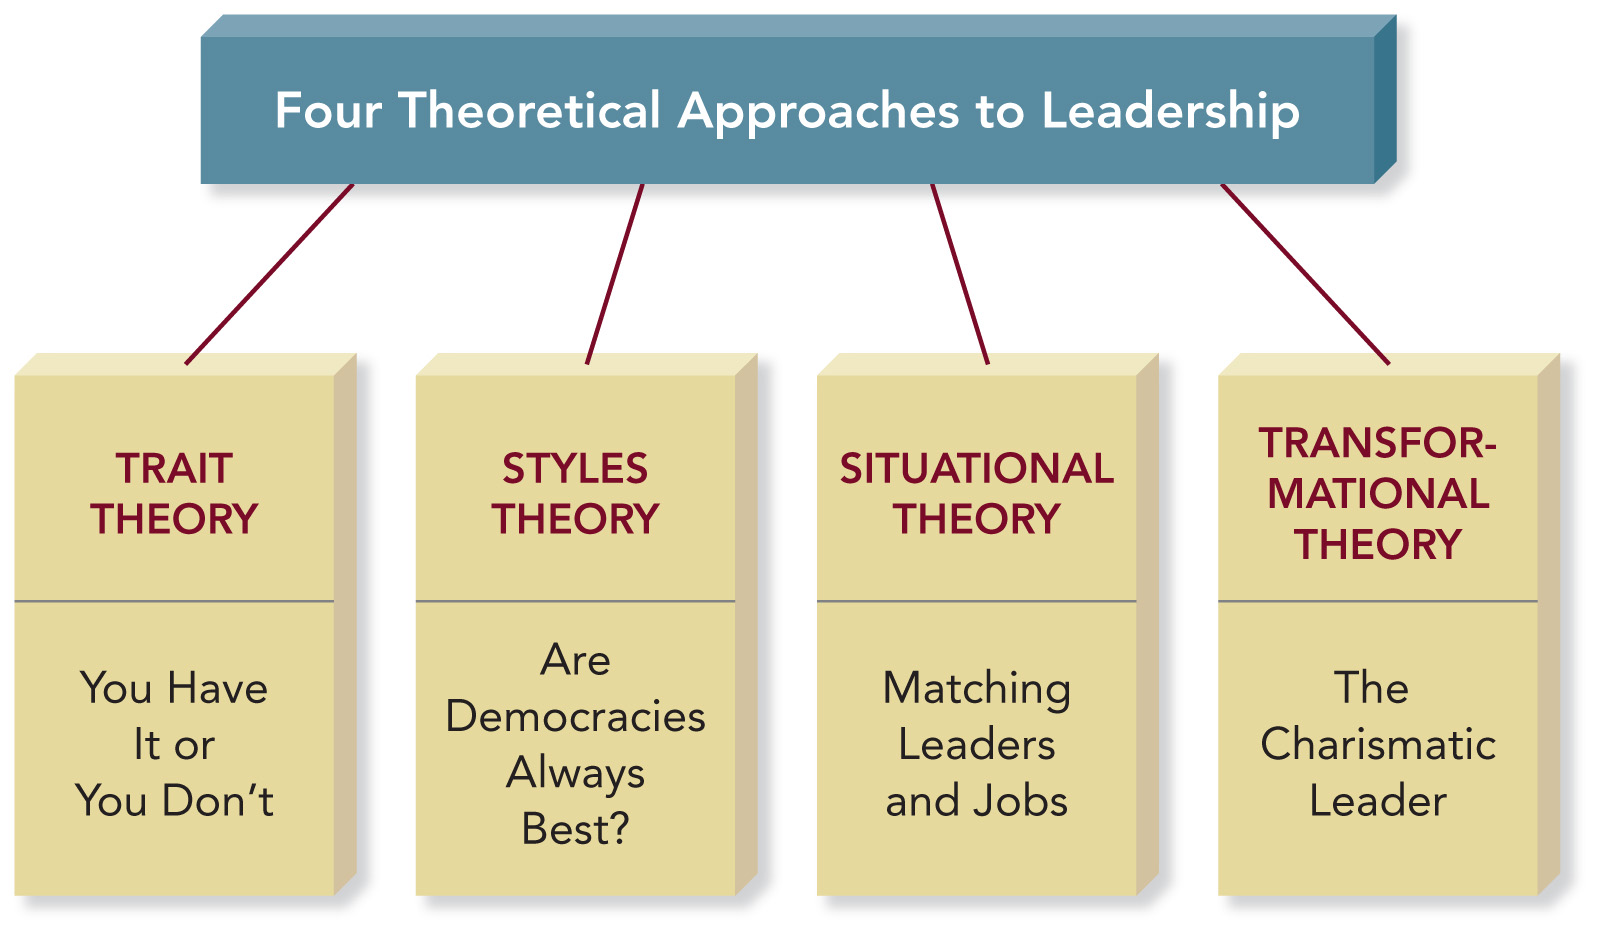 Four Theoretical Approaches to Leadership
TRAIT
THEORY
You Have
It or
You Don’t
STYLES
THEORY
Are
Democracies
Always
Best?
SITUATIONAL
THEORY
Matching
Leaders
and Jobs
TRANSFOR-
MATIONAL
THEORY
The
Charismatic
Leader